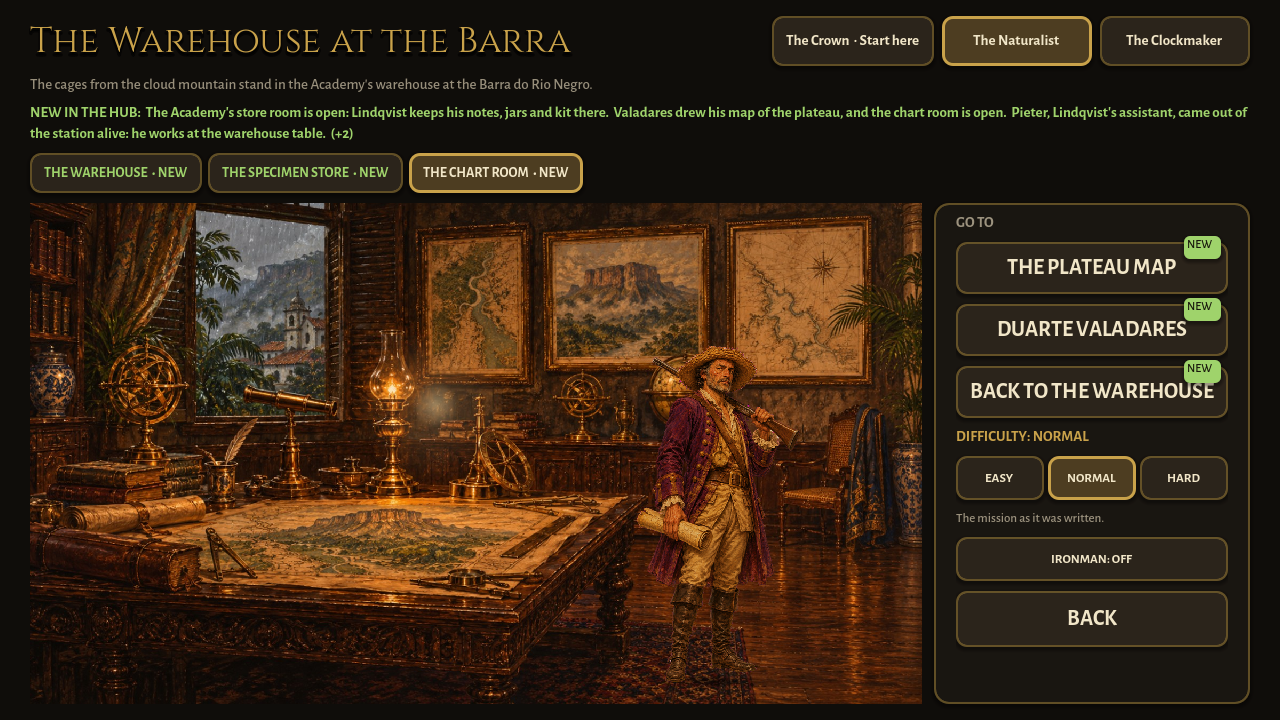 The Warehouse at the Barra
The Crown · Start here
The Naturalist
The Clockmaker
The cages from the cloud mountain stand in the Academy's warehouse at the Barra do Rio Negro.
NEW IN THE HUB: The Academy's store room is open: Lindqvist keeps his notes, jars and kit there. Valadares drew his map of the plateau, and the chart room is open. Pieter, Lindqvist's assistant, came out of
the station alive: he works at the warehouse table. (+2)
THE WAREHOUSE · NEW
THE SPECIMEN STORE · NEW
THE CHART ROOM · NEW
GO TO
NEW
THE PLATEAU MAP
NEW
DUARTE VALADARES
NEW
BACK TO THE WAREHOUSE
DIFFICULTY: NORMAL
EASY
NORMAL
HARD
The mission as it was written.
IRONMAN: OFF
BACK